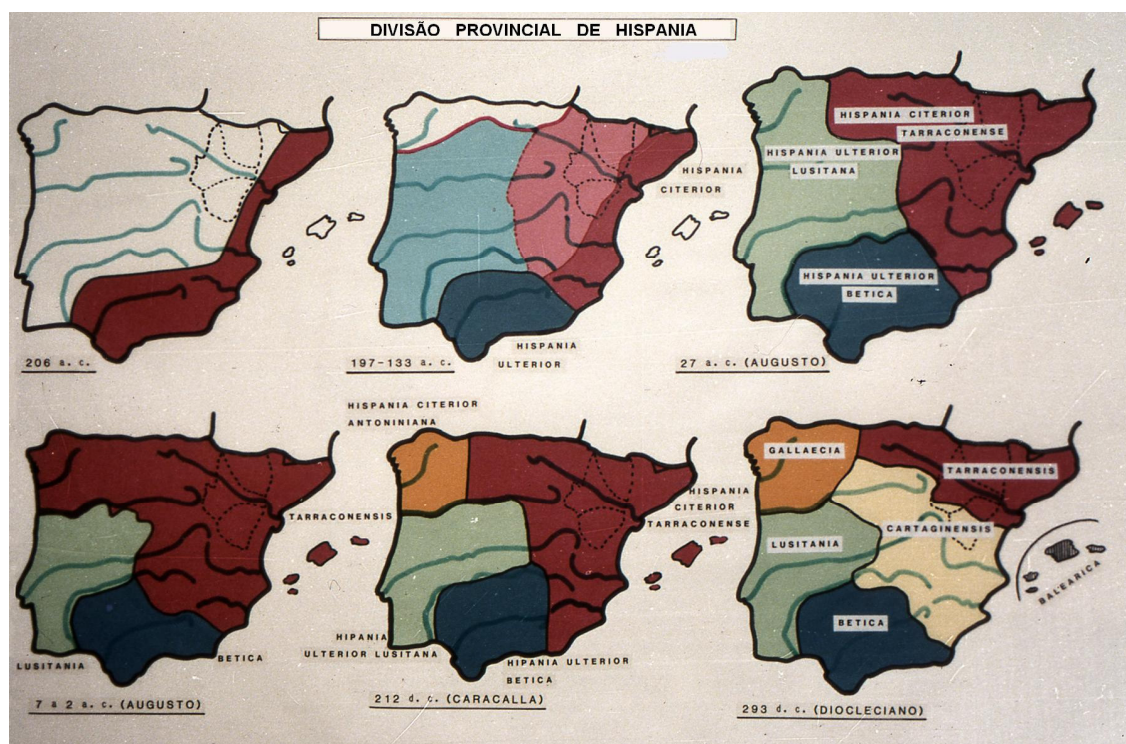 DIVISÃO PROVINCIAL DE HISPANIA
206 a. c.
HISPANIA
CITERIOR
HISPANIA
ULTERIOR
197-133 a. c.
HISPANIA CITERIOR
TARRACONENSE
HISPANIA ULTERIOR
LUSITANA
HISPANIA ULTERIOR
BETICA
27 a. c. (AUGUSTO)
TARRACONENSIS
LUSITANIA
BETICA
7 a 2 a. c. (AUGUSTO)
HISPANIA CITERIOR
ANTONINIANA
HISPANIA
CITERIOR
TARRACONENSE
HIPANIA
ULTERIOR LUSITANA
HIPANIA ULTERIOR
BETICA
212 d. c. (CARACALLA)
GALLAECIA
TARRACONENSIS
CARTAGINENSIS
LUSITANIA
BETICA
BALEARICA
293 d. c. (DIOCLECIANO)